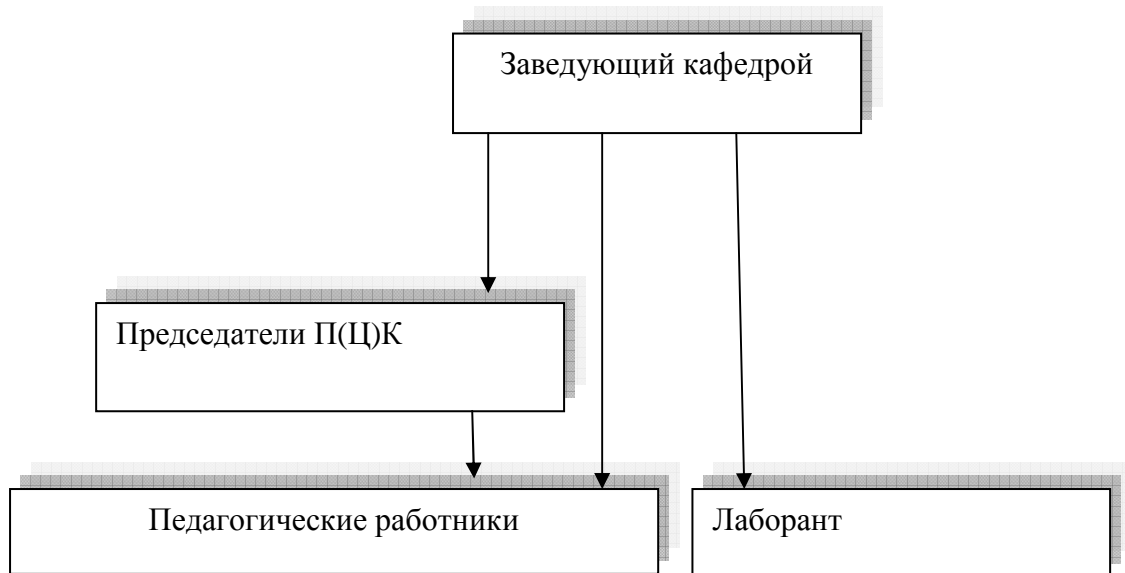 Заведующий кафедрой
Председатели П(Ц)К
Педагогические работники
Лаборант